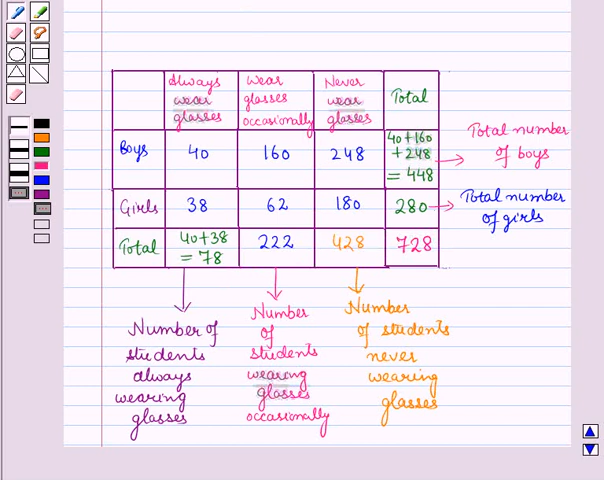 Always wear glasses
Wear glasses occasionally
Never wear glasses
Total
Boys 40 160 248 40+160 +248 = 448
Total number of boys
Girls 38 62 180 280
Total number of girls
Total 40+38 = 78 222 428 728
Number of students always wearing glasses
Number of students wearing glasses occasionally
Number of students never wearing glasses